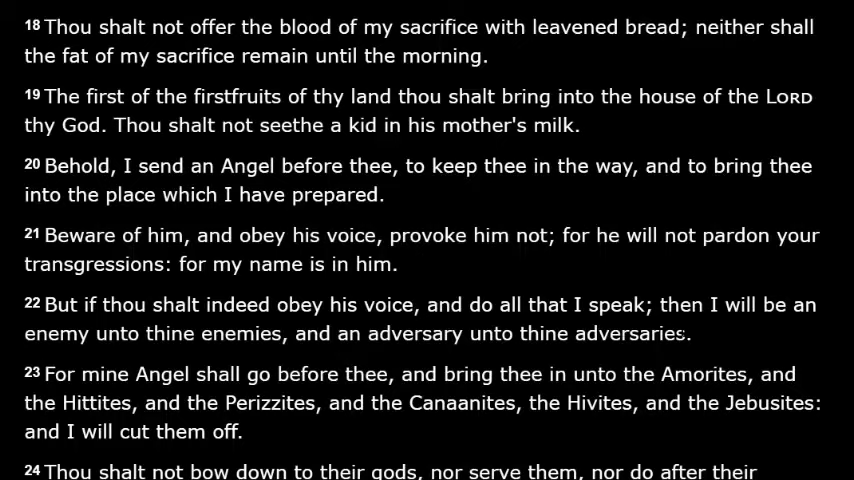 18 Thou shalt not offer the blood of my sacrifice with leavened bread; neither shall
the fat of my sacrifice remain until the morning.
19 The first of the firstfruits of thy land thou shalt bring into the house of the LORD
thy God. Thou shalt not seethe a kid in his mother's milk.
20 Behold, I send an Angel before thee, to keep thee in the way, and to bring thee
into the place which I have prepared.
21 Beware of him, and obey his voice, provoke him not; for he will not pardon your
transgressions: for my name is in him.
22 But if thou shalt indeed obey his voice, and do all that I speak; then I will be an
enemy unto thine enemies, and an adversary unto thine adversaries.
23 For mine Angel shall go before thee, and bring thee in unto the Amorites, and
the Hittites, and the Perizzites, and the Canaanites, the Hivites, and the Jebusites:
and I will cut them off.
24 Thou shalt not bow down to their gods, nor serve them, nor do after their